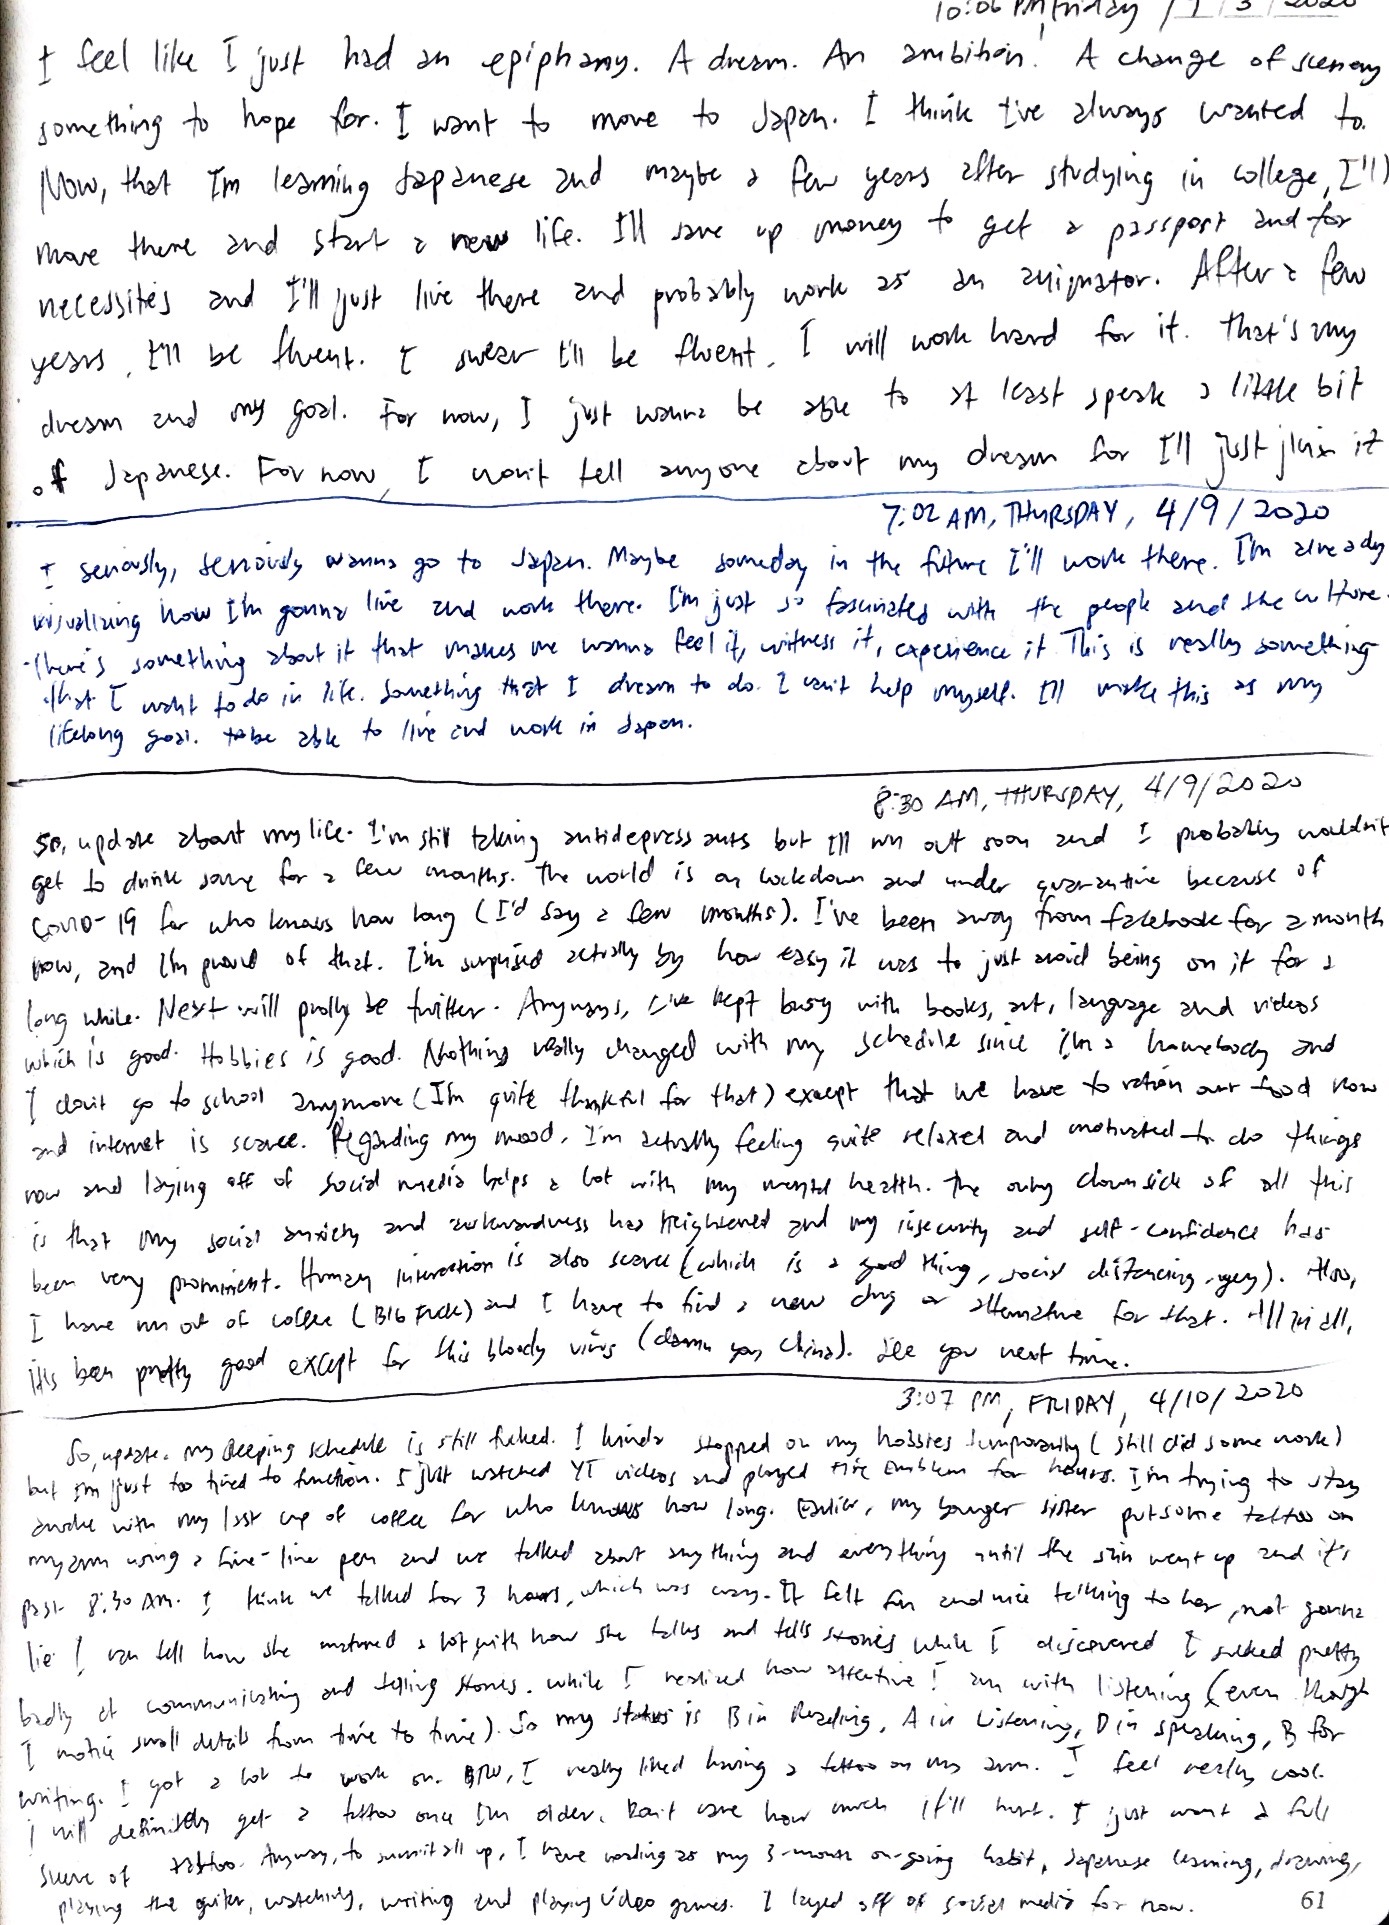 10:06 PM, Friday / 1 / 3 / 2020
I feel like I just had an epiphany. A dream. An ambition! A change of scenery
something to hope for. I want to move to Japan. I think I've always wanted to.
Now, that Im learning Japanese and maybe a few years after studying in college, I'll
move there and start a new life. I'll save up money to get a passport and for
necessities and I'll just live there and probably work as an animator. After a few
years, I'll be fluent. I swear I'll be fluent. I will work hard for it. That's my
dream and my goal. For now, I just wanna be able to at least speak a little bit
of Japanese. For now, I won't tell anyone about my dream for I'll just jinx it
7:02 AM, THURSDAY, 4/9/2020
I seriously, seriously wanna go to Japan. Maybe someday in the future I'll work there. I'm already
visualizing how I'm gonna live and work there. I'm just so fascinated with the people and the culture.
There's something about it that makes me wanna feel it, witness it, experience it. This is really something
that I want to do in life. Something that I dream to do. I can't help myself. I'll make this as my
lifelong goal. to be able to live and work in Japan.
8:30 AM, THURSDAY, 4/9/2020
So, update about my life. I'm still taking antidepressants but I'll run out soon and I probably wouldn't
get to drink some for a few months. The world is on lockdown and under quarantine because of
COVID-19 for who knows how long (I'd say a few months). I've been away from facebook for a month
now, and I'm proud of that. I'm surprised actually by how easy it was to just avoid being on it for a
long while. Next will prolly be twitter. Anyways, I've kept busy with books, art, language and videos
which is good. Hobbies is good. Nothing really changed with my schedule since I'm a homebody and
I don't go to school anymore (I'm quite thankful for that) except that we have to ration our food now
and internet is scarce. Regarding my mood, I'm actually feeling quite relaxed and motivated to do things
now and laying off of social media helps a lot with my mental health. The only downside of all this
is that my social anxiety and awkwardness has heightened and my insecurity and self-confidence has
been very prominent. Human interaction is also scarce (which is a good thing, social distancing, yey). Also,
I have run out of coffee (BIG FUCK) and I have to find a new drug or alternative for that. All in all,
it's been pretty good except for this bloody virus (damn you China). See you next time.
3:07 PM, FRIDAY, 4/10/2020
So, update. My sleeping schedule is still fucked. I kinda stopped on my hobbies temporarily (still did some work)
but I'm just too tired to function. I just watched YT videos and played Fire Emblem for hours. I'm trying to stay
awake with my last cup of coffee for who knows how long. Earlier, my younger sister put some tattoo on
my arm using a fine-line pen and we talked about anything and everything until the sun went up and it's
past 8:30 AM. I think we talked for 3 hours, which was crazy. It felt fun and nice talking to her, not gonna
lie. I can tell how she matured a lot with how she talks and tells stories while I discovered I sucked pretty
badly at communicating and telling stories. While I realized how attentive I am with listening (even though
I notice small details from time to time). So my status is B in Reading, A in Listening, D in speaking, B for
writing. I got a lot to work on. BTW, I really liked having a tattoo on my arm. I feel really cool.
I will definitely get a tattoo once I'm older. Don't care how much it'll hurt. I just want a full
sleeve of tattoo. Anyway, to summit all up, I have reading as my 3-month on-going habit, Japanese learning, drawing,
playing the guitar, watching, writing and playing video games. I layed off of social media for now.
61